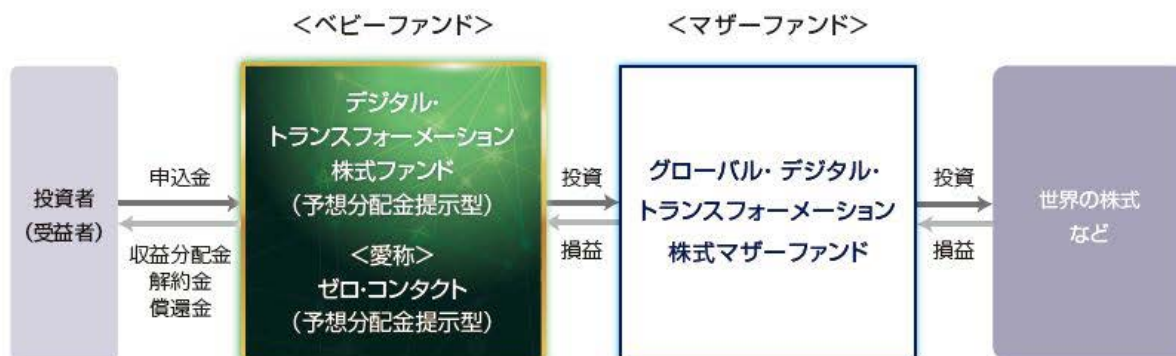 <ベビーファンド>
<マザーファンド>
投資者
(受益者)
申込金
収益分配金
解約金
償還金
デジタル・
トランスフォーメーション
株式ファンド
(予想分配金提示型)
<愛称>
ゼロ・コンタクト
(予想分配金提示型)
投資
損益
グローバル・ デジタル・
トランスフォーメーション
株式マザーファンド
投資
損益
世界の株式
など